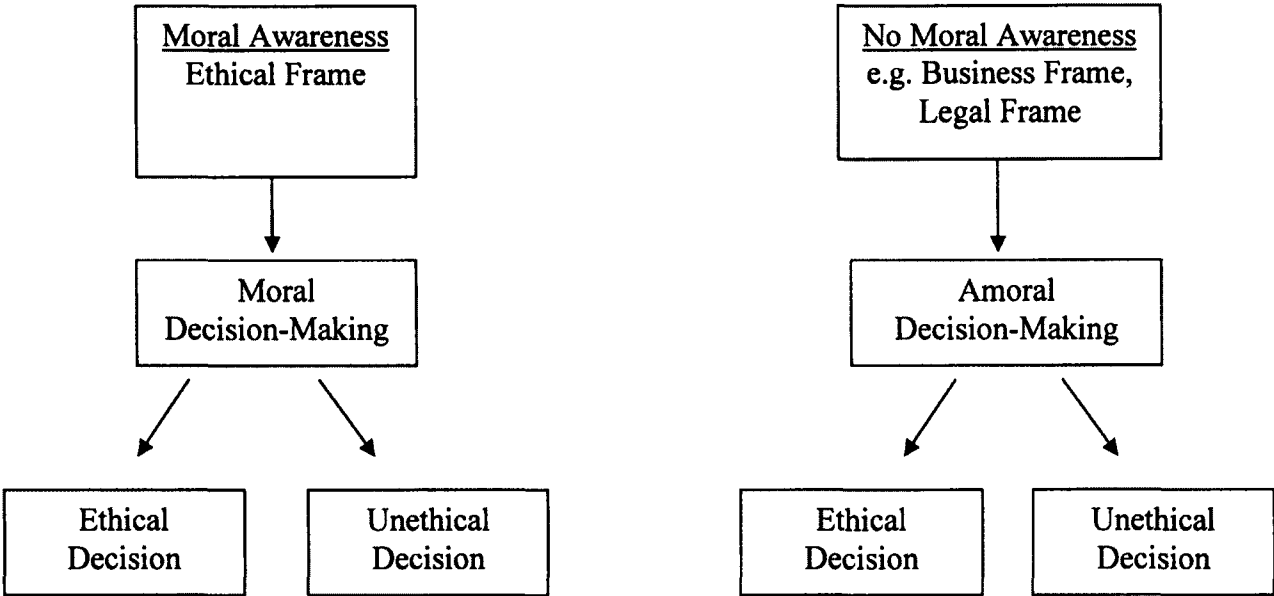 Moral Awareness
Ethical Frame
No Moral Awareness
e.g. Business Frame,
Legal Frame
Moral
Decision-Making
Amoral
Decision-Making
Ethical
Decision
Unethical
Decision
Ethical
Decision
Unethical
Decision